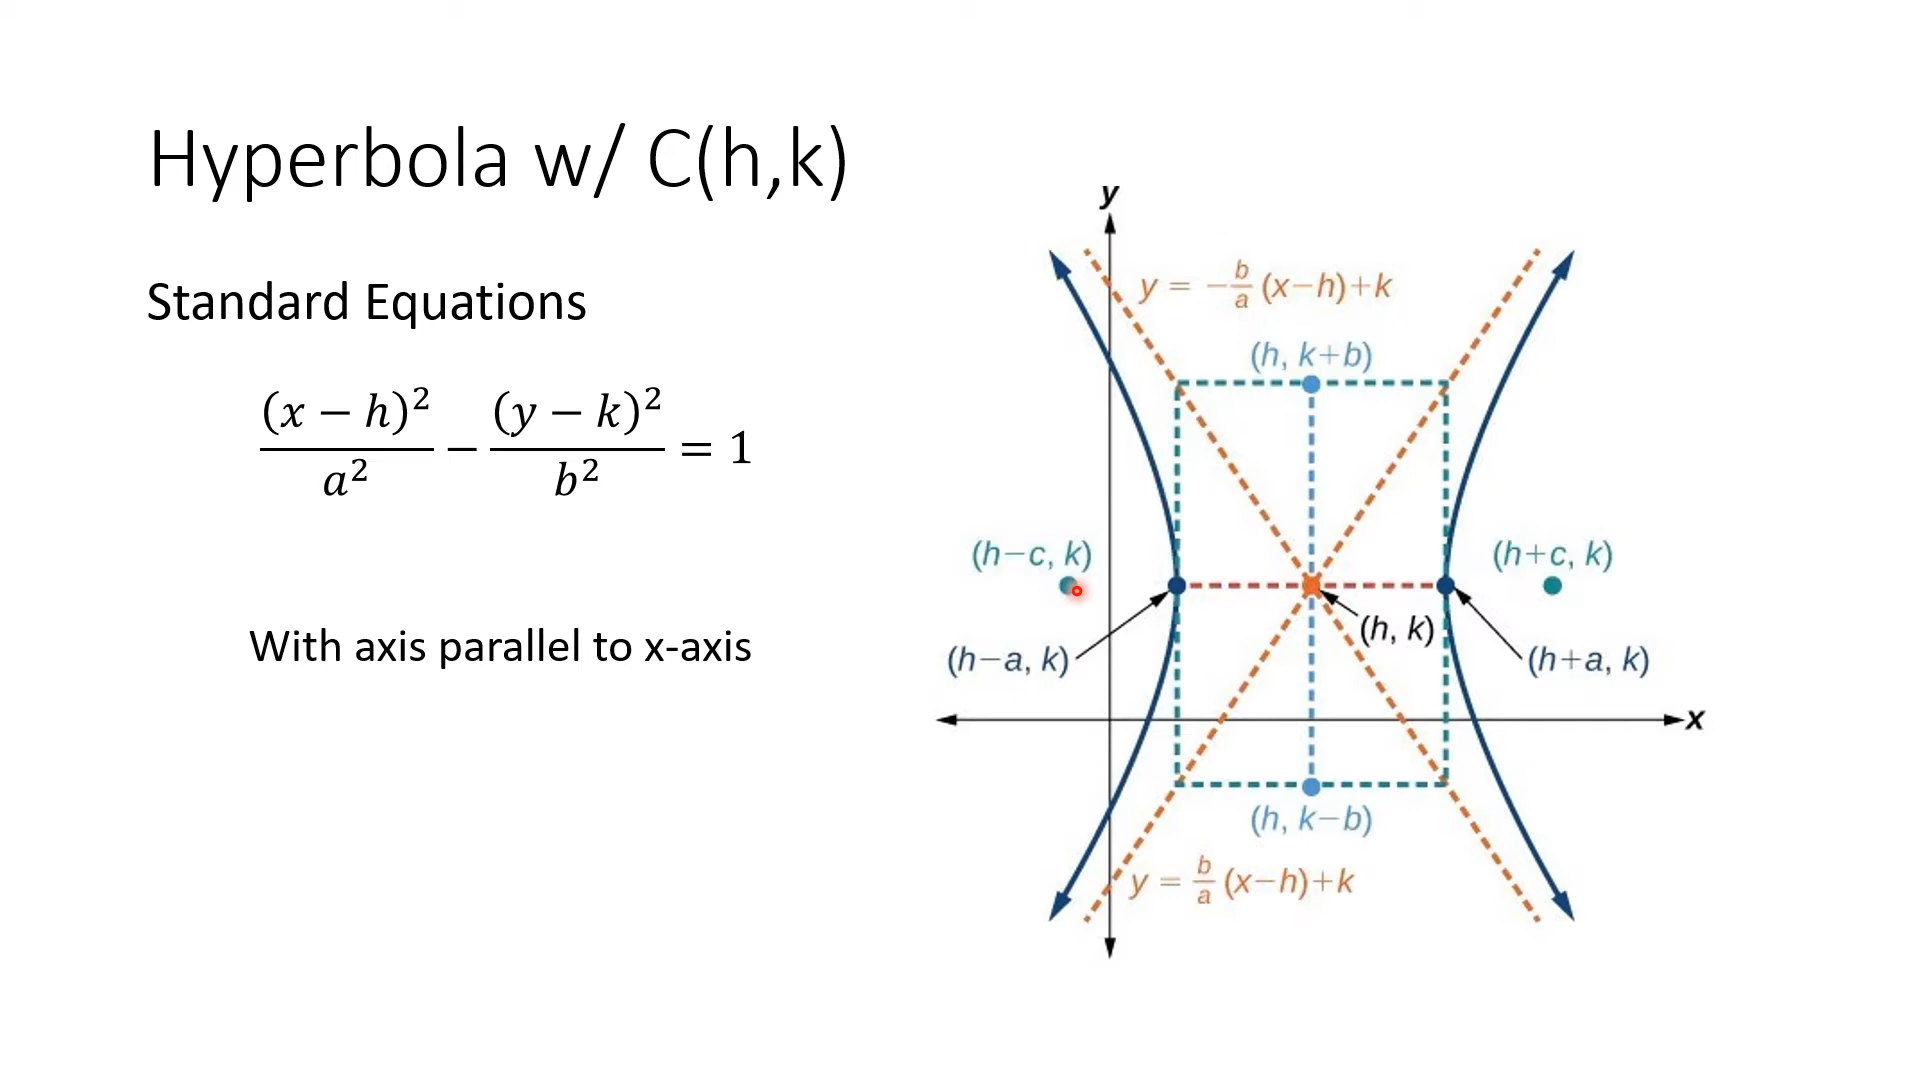 Hyperbola w/ C(h,k)
Standard Equations
(x − h)²/a² − (y − k)²/b² = 1
With axis parallel to x-axis
y
y = −b/a (x−h)+k
(h, k+b)
(h−c, k)
(h+c, k)
(h, k)
(h−a, k)
(h+a, k)
x
(h, k−b)
y = b/a (x−h)+k